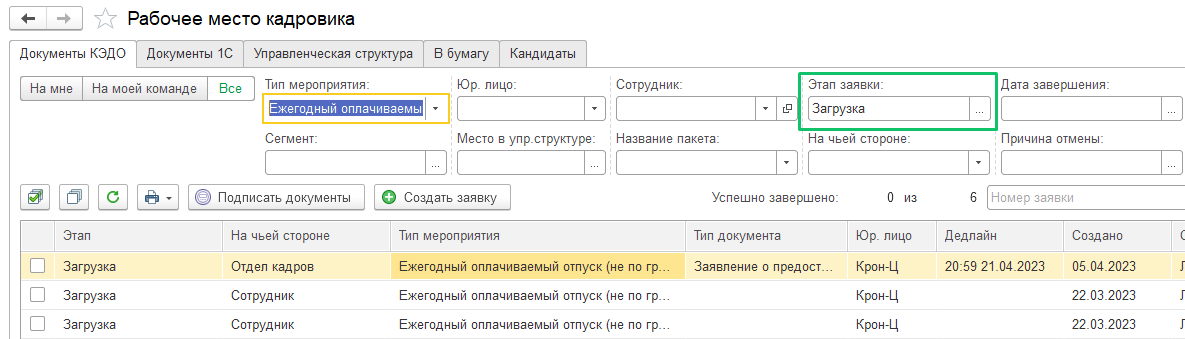 Рабочее место кадровика
Документы КЭДО Документы 1С Управленческая структура В бумагу Кандидаты
На мне На моей команде Все
Тип мероприятия: Юр. лицо: Сотрудник: Этап заявки: Дата завершения:
Ежегодный оплачиваемы Загрузка ...
Сегмент: Место в упр.структуре: Название пакета: На чьей стороне: Причина отмены:
Подписать документы Создать заявку Успешно завершено: 0 из 6 Номер заявки
Этап На чьей стороне Тип мероприятия Тип документа Юр. лицо Дедлайн Создано
Загрузка Отдел кадров Ежегодный оплачиваемый отпуск (не по гр... Заявление о предост... Крон-Ц 20:59 21.04.2023 05.04.2023
Загрузка Сотрудник Ежегодный оплачиваемый отпуск (не по гр... Крон-Ц 22.03.2023
Загрузка Сотрудник Ежегодный оплачиваемый отпуск (не по гр... Крон-Ц 22.03.2023